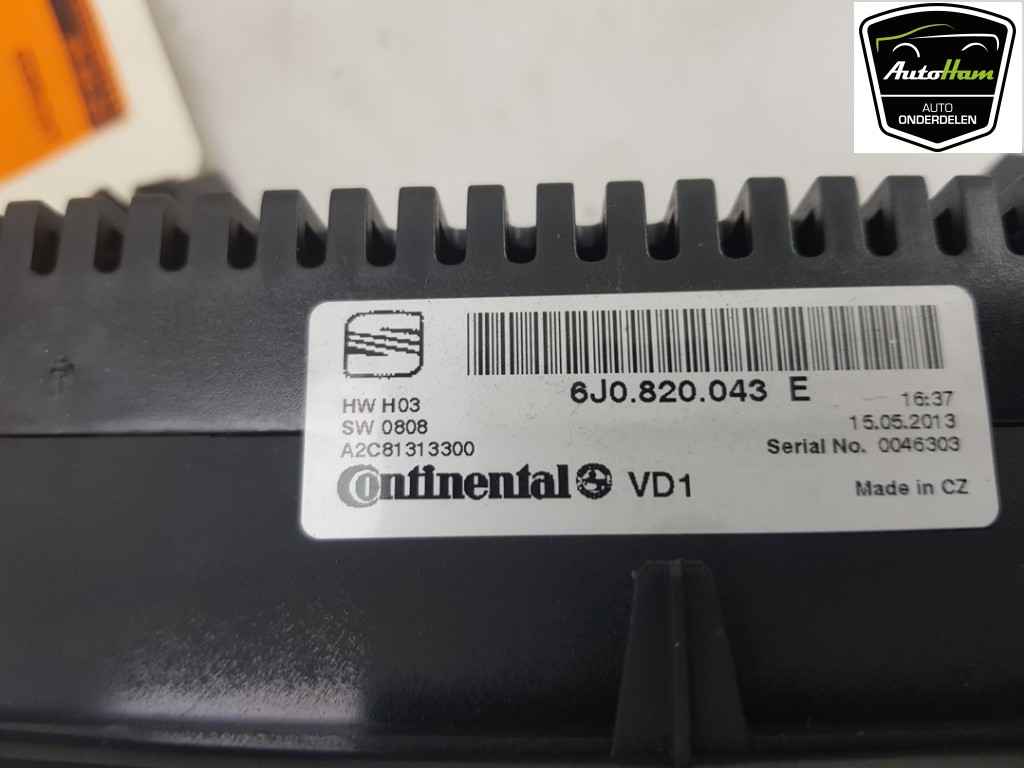 AutoHam
AUTO
ONDERDELEN
6J0.820.043 E
HW H03
SW 0808
A2C81313300
16:37
15.05.2013
Serial No. 0046303
Continental VD1
Made in CZ